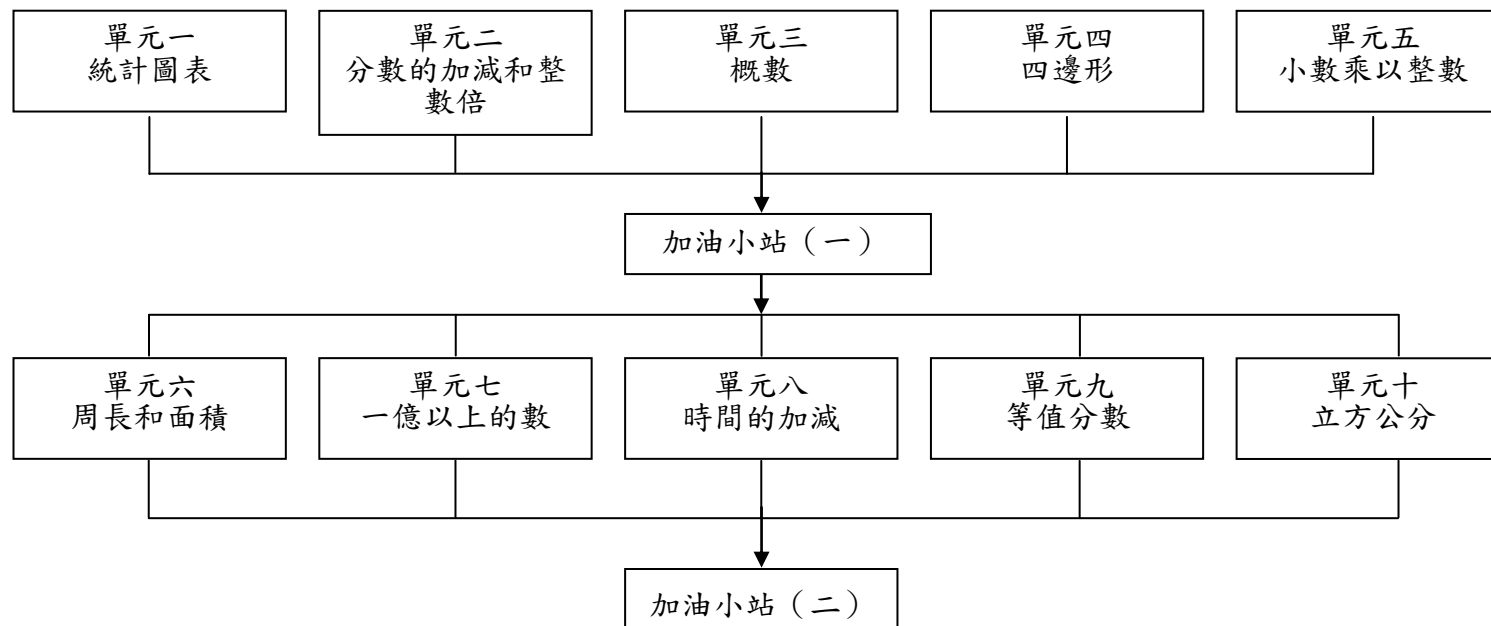 單元一
統計圖表
單元二
分數的加減和整
數倍
單元三
概數
單元四
四邊形
單元五
小數乘以整數
加油小站（一）
單元六
周長和面積
單元七
一億以上的數
單元八
時間的加減
單元九
等值分數
單元十
立方公分
加油小站（二）